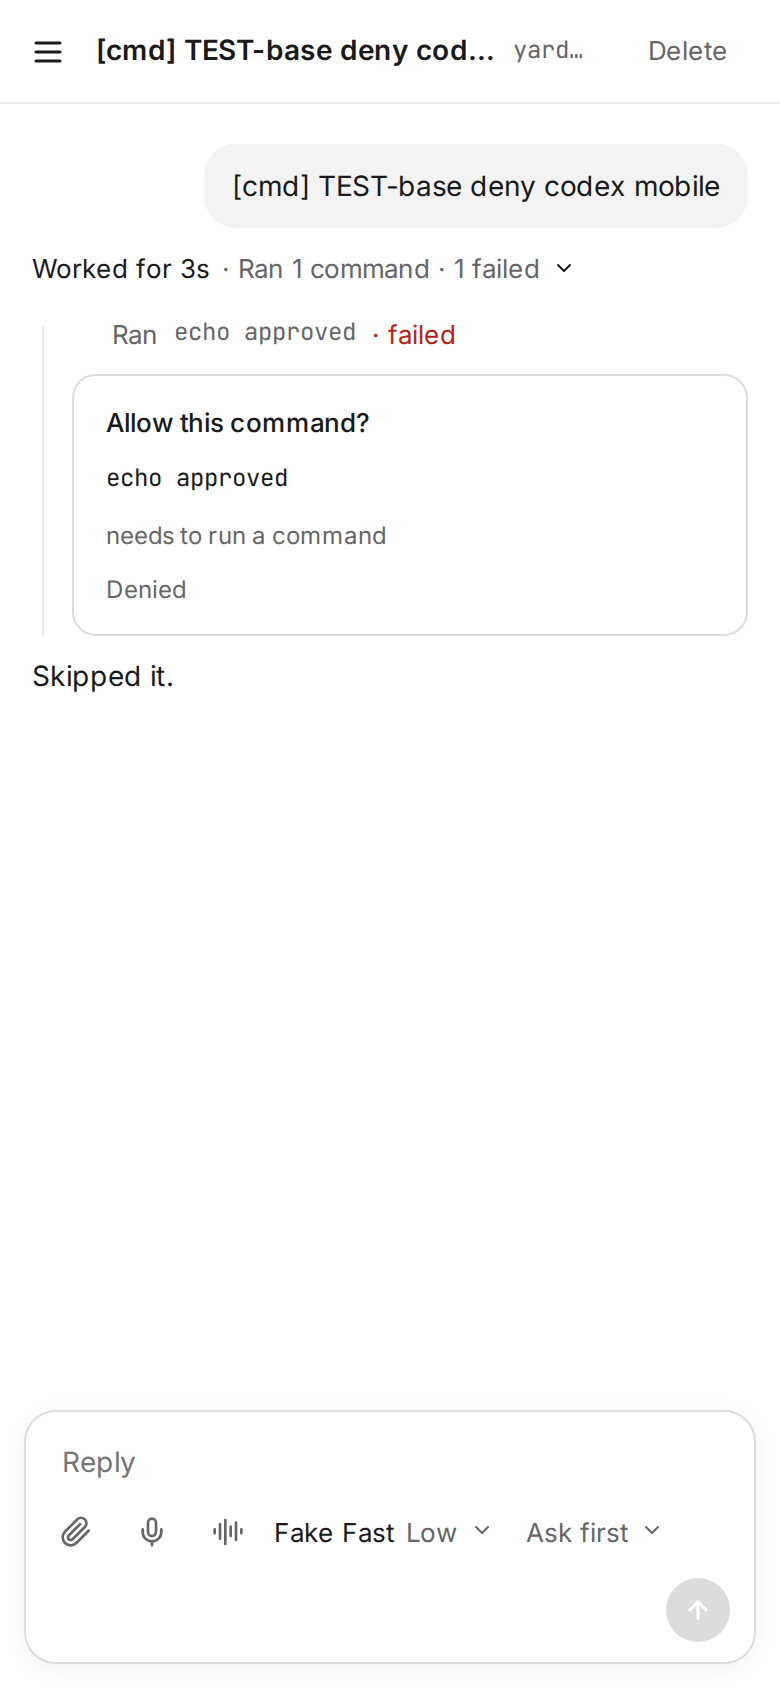 [cmd] TEST-base deny cod... yard... Delete
[cmd] TEST-base deny codex mobile
Worked for 3s · Ran 1 command · 1 failed
Ran echo approved · failed
Allow this command?
echo approved
needs to run a command
Denied
Skipped it.
Reply
Fake Fast Low Ask first